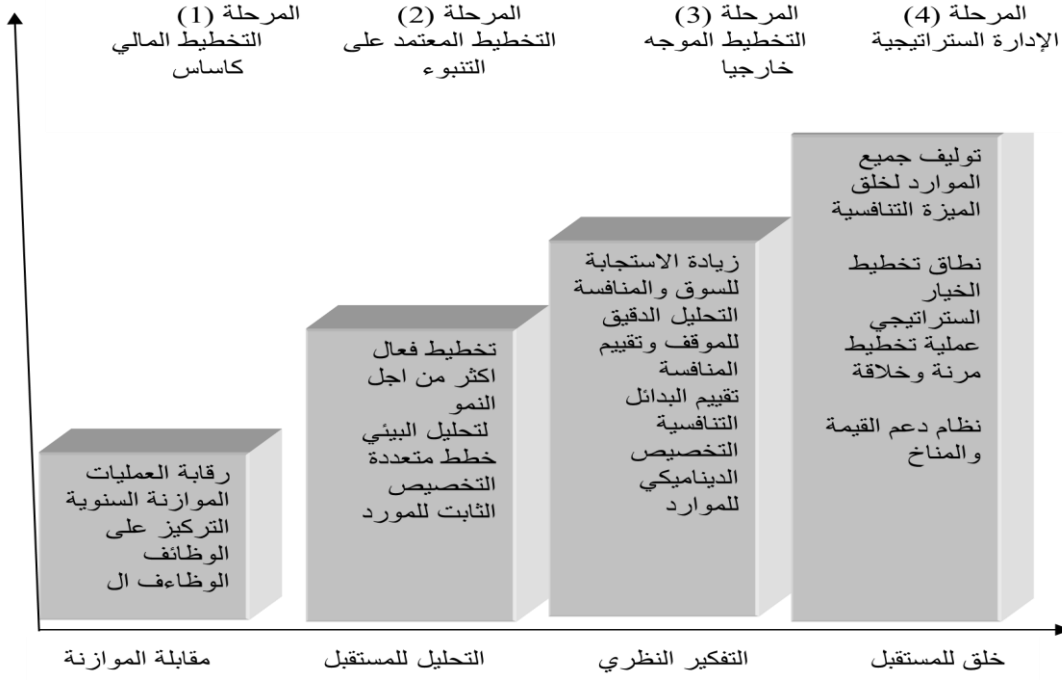 المرحلة (1)
التخطيط المالي
كاساس
المرحلة (2)
التخطيط المعتمد على
التنبوء
المرحلة (3)
التخطيط الموجه
خارجيا
المرحلة (4)
الإدارة الستراتيجية
رقابة العمليات
الموازنة السنوية
التركيز على
الوظائف
الوظاءف ال
تخطيط فعال
اكثر من اجل
النمو
لتحليل البيئي
خطط متعددة
التخصيص
الثابت للمورد
زيادة الاستجابة
للسوق والمنافسة
التحليل الدقيق
للموقف وتقييم
المنافسة
تقييم البدائل
التنافسية
التخصيص
الديناميكي
للموارد
توليف جميع
الموارد لخلق
الميزة التنافسية
نطاق تخطيط
الخيار
الستراتيجي
عملية تخطيط
مرنة وخلاقة
نظام دعم القيمة
والمناخ
مقابلة الموازنة
التحليل للمستقبل
التفكير النظري
خلق للمستقبل